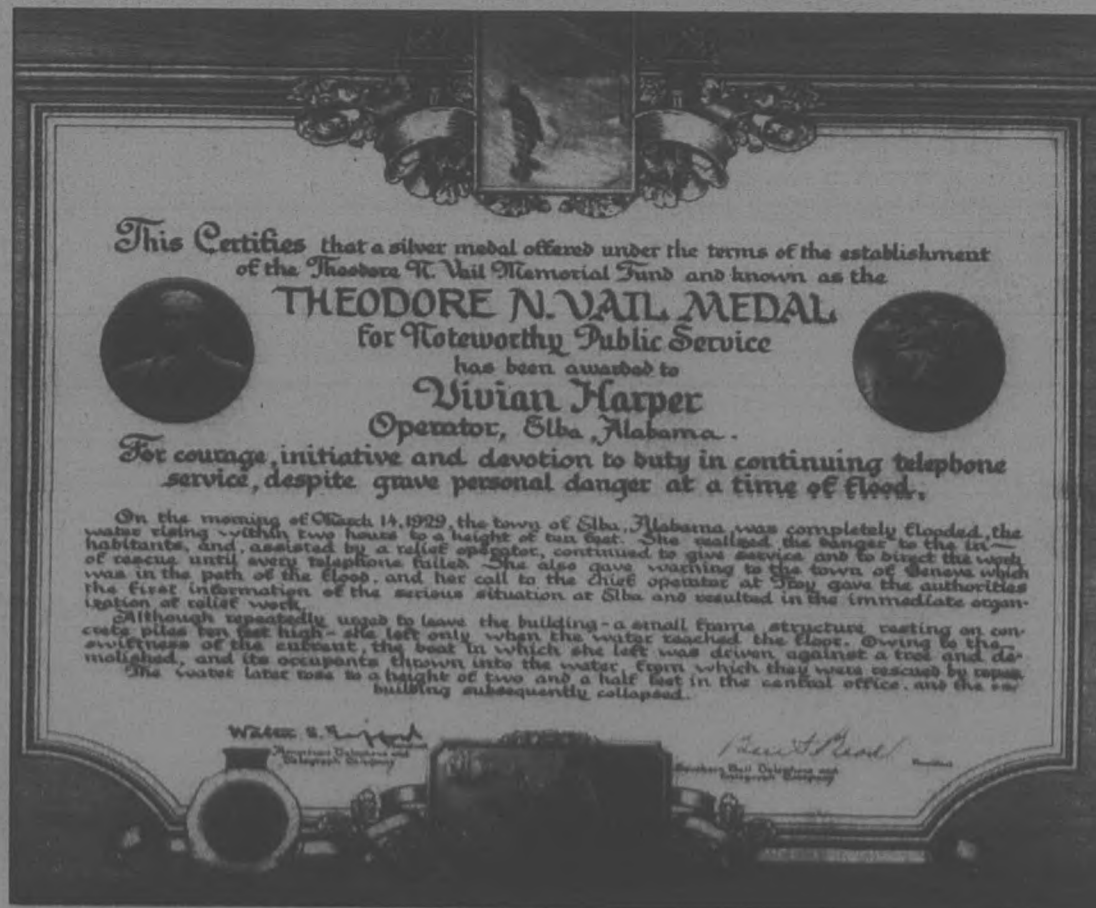 This Certifies that a silver medal offered under the terms of the establishment
of the Theodore N. Vail Memorial Fund and known as the
THEODORE N. VAIL MEDAL
for Noteworthy Public Service
has been awarded to
Vivian Harper
Operator, Elba, Alabama.
For courage, initiative and devotion to duty in continuing telephone
service, despite grave personal danger at a time of flood.
On the morning of March 14, 1929, the town of Elba, Alabama was completely flooded, the
water rising within two hours to a height of ten feet. She realized the danger to the in-
habitants, and, assisted by a relief operator, continued to give service and to direct the work
of rescue until every telephone failed. She also gave warning to the town of Geneva which
was in the path of the flood, and her call to the chief operator at Troy gave the authorities
the first information of the serious situation at Elba and resulted in the immediate organ-
ization of relief work.
Although repeatedly urged to leave the building - a small frame structure resting on con-
crete piles ten feet high - she left only when the water reached the floor. Owing to the
swiftness of the current, the boat in which she left was driven against a tree and de-
molished, and its occupants thrown into the water, from which they were rescued by ropes.
The water later rose to a height of two and a half feet in the central office, and the
building subsequently collapsed.
Walter S. Gifford
President
American Telephone and
Telegraph Company
Ben S. Read
President
Southern Bell Telephone and
Telegraph Company